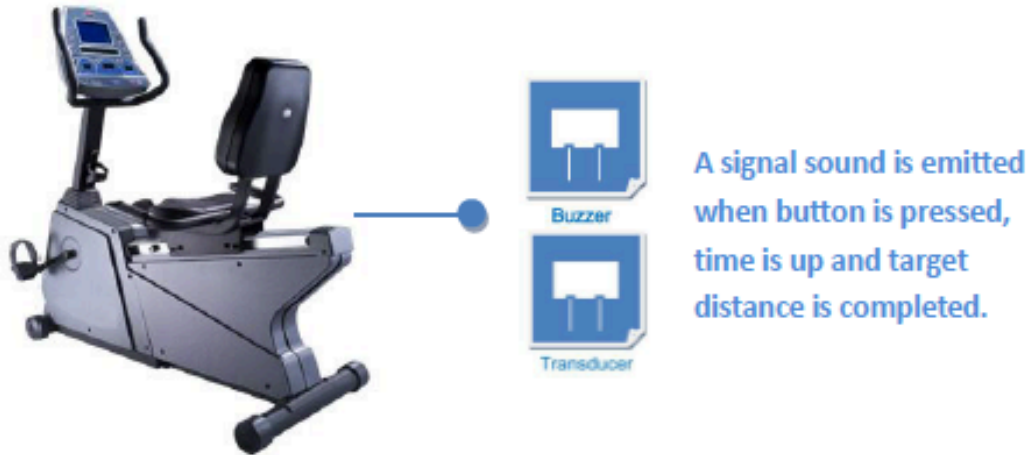 Buzzer
Transducer
A signal sound is emitted
when button is pressed,
time is up and target
distance is completed.